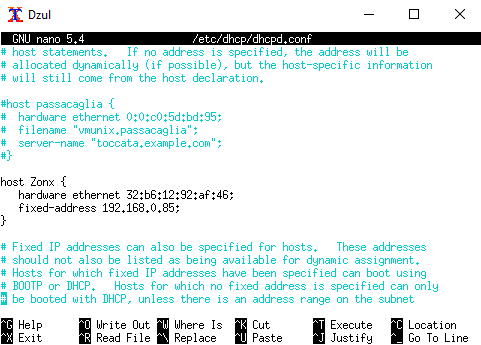 Dzul
GNU nano 5.4 /etc/dhcp/dhcpd.conf
# host statements.   If no address is specified, the address will be
# allocated dynamically (if possible), but the host-specific information
# will still come from the host declaration.
#host passacaglia {
#  hardware ethernet 0:0:c0:5d:bd:95;
#  filename "vmunix.passacaglia";
#  server-name "toccata.example.com";
#}
host Zonx {
   hardware ethernet 32:b6:12:92:af:46;
   fixed-address 192.168.0.85;
}
# Fixed IP addresses can also be specified for hosts.   These addresses
# should not also be listed as being available for dynamic assignment.
# Hosts for which fixed IP addresses have been specified can boot using
# BOOTP or DHCP.   Hosts for which no fixed address is specified can only
# be booted with DHCP, unless there is an address range on the subnet
^G Help ^O Write Out ^W Where Is ^K Cut ^T Execute ^C Location
^X Exit ^R Read File ^\ Replace ^U Paste ^J Justify ^_ Go To Line